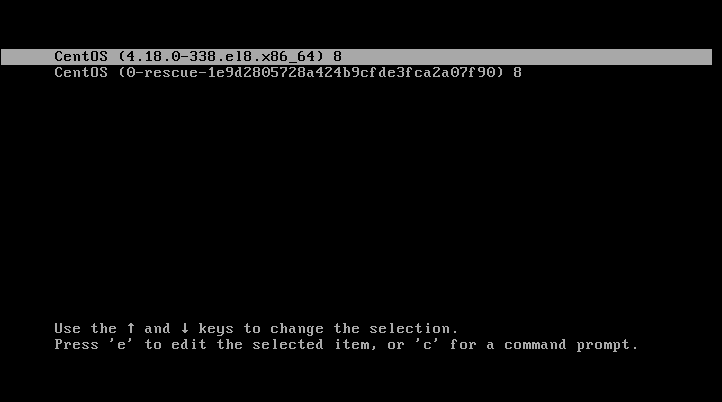 CentOS (4.18.0-338.el8.x86_64) 8
CentOS (0-rescue-1e9d2805728a424b9cfde3fca2a07f90) 8
Use the ↑ and ↓ keys to change the selection.
Press 'e' to edit the selected item, or 'c' for a command prompt.